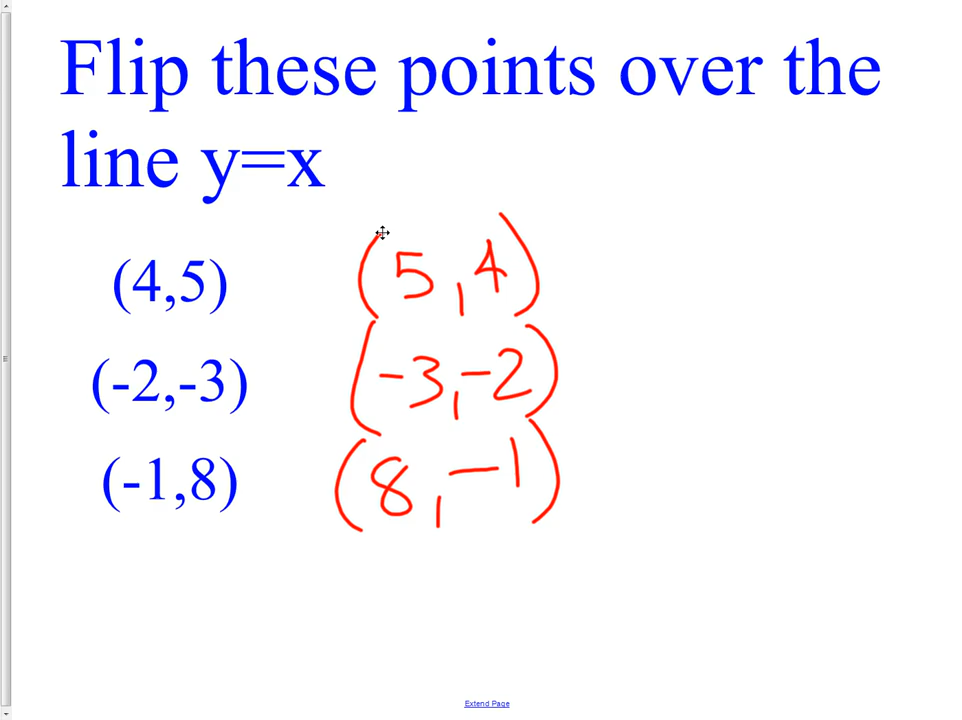 Flip these points over the
line y=x
(4,5) (5,4)
(-2,-3) (-3,-2)
(-1,8) (8,-1)
Extend Page